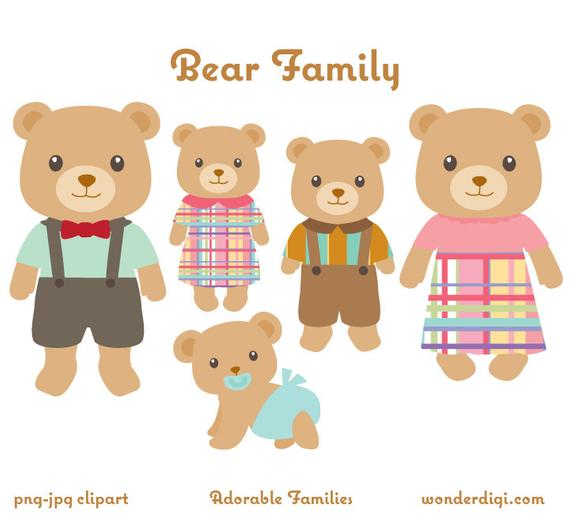 Bear Family
png-jpg clipart
Adorable Families
wonderdigi.com